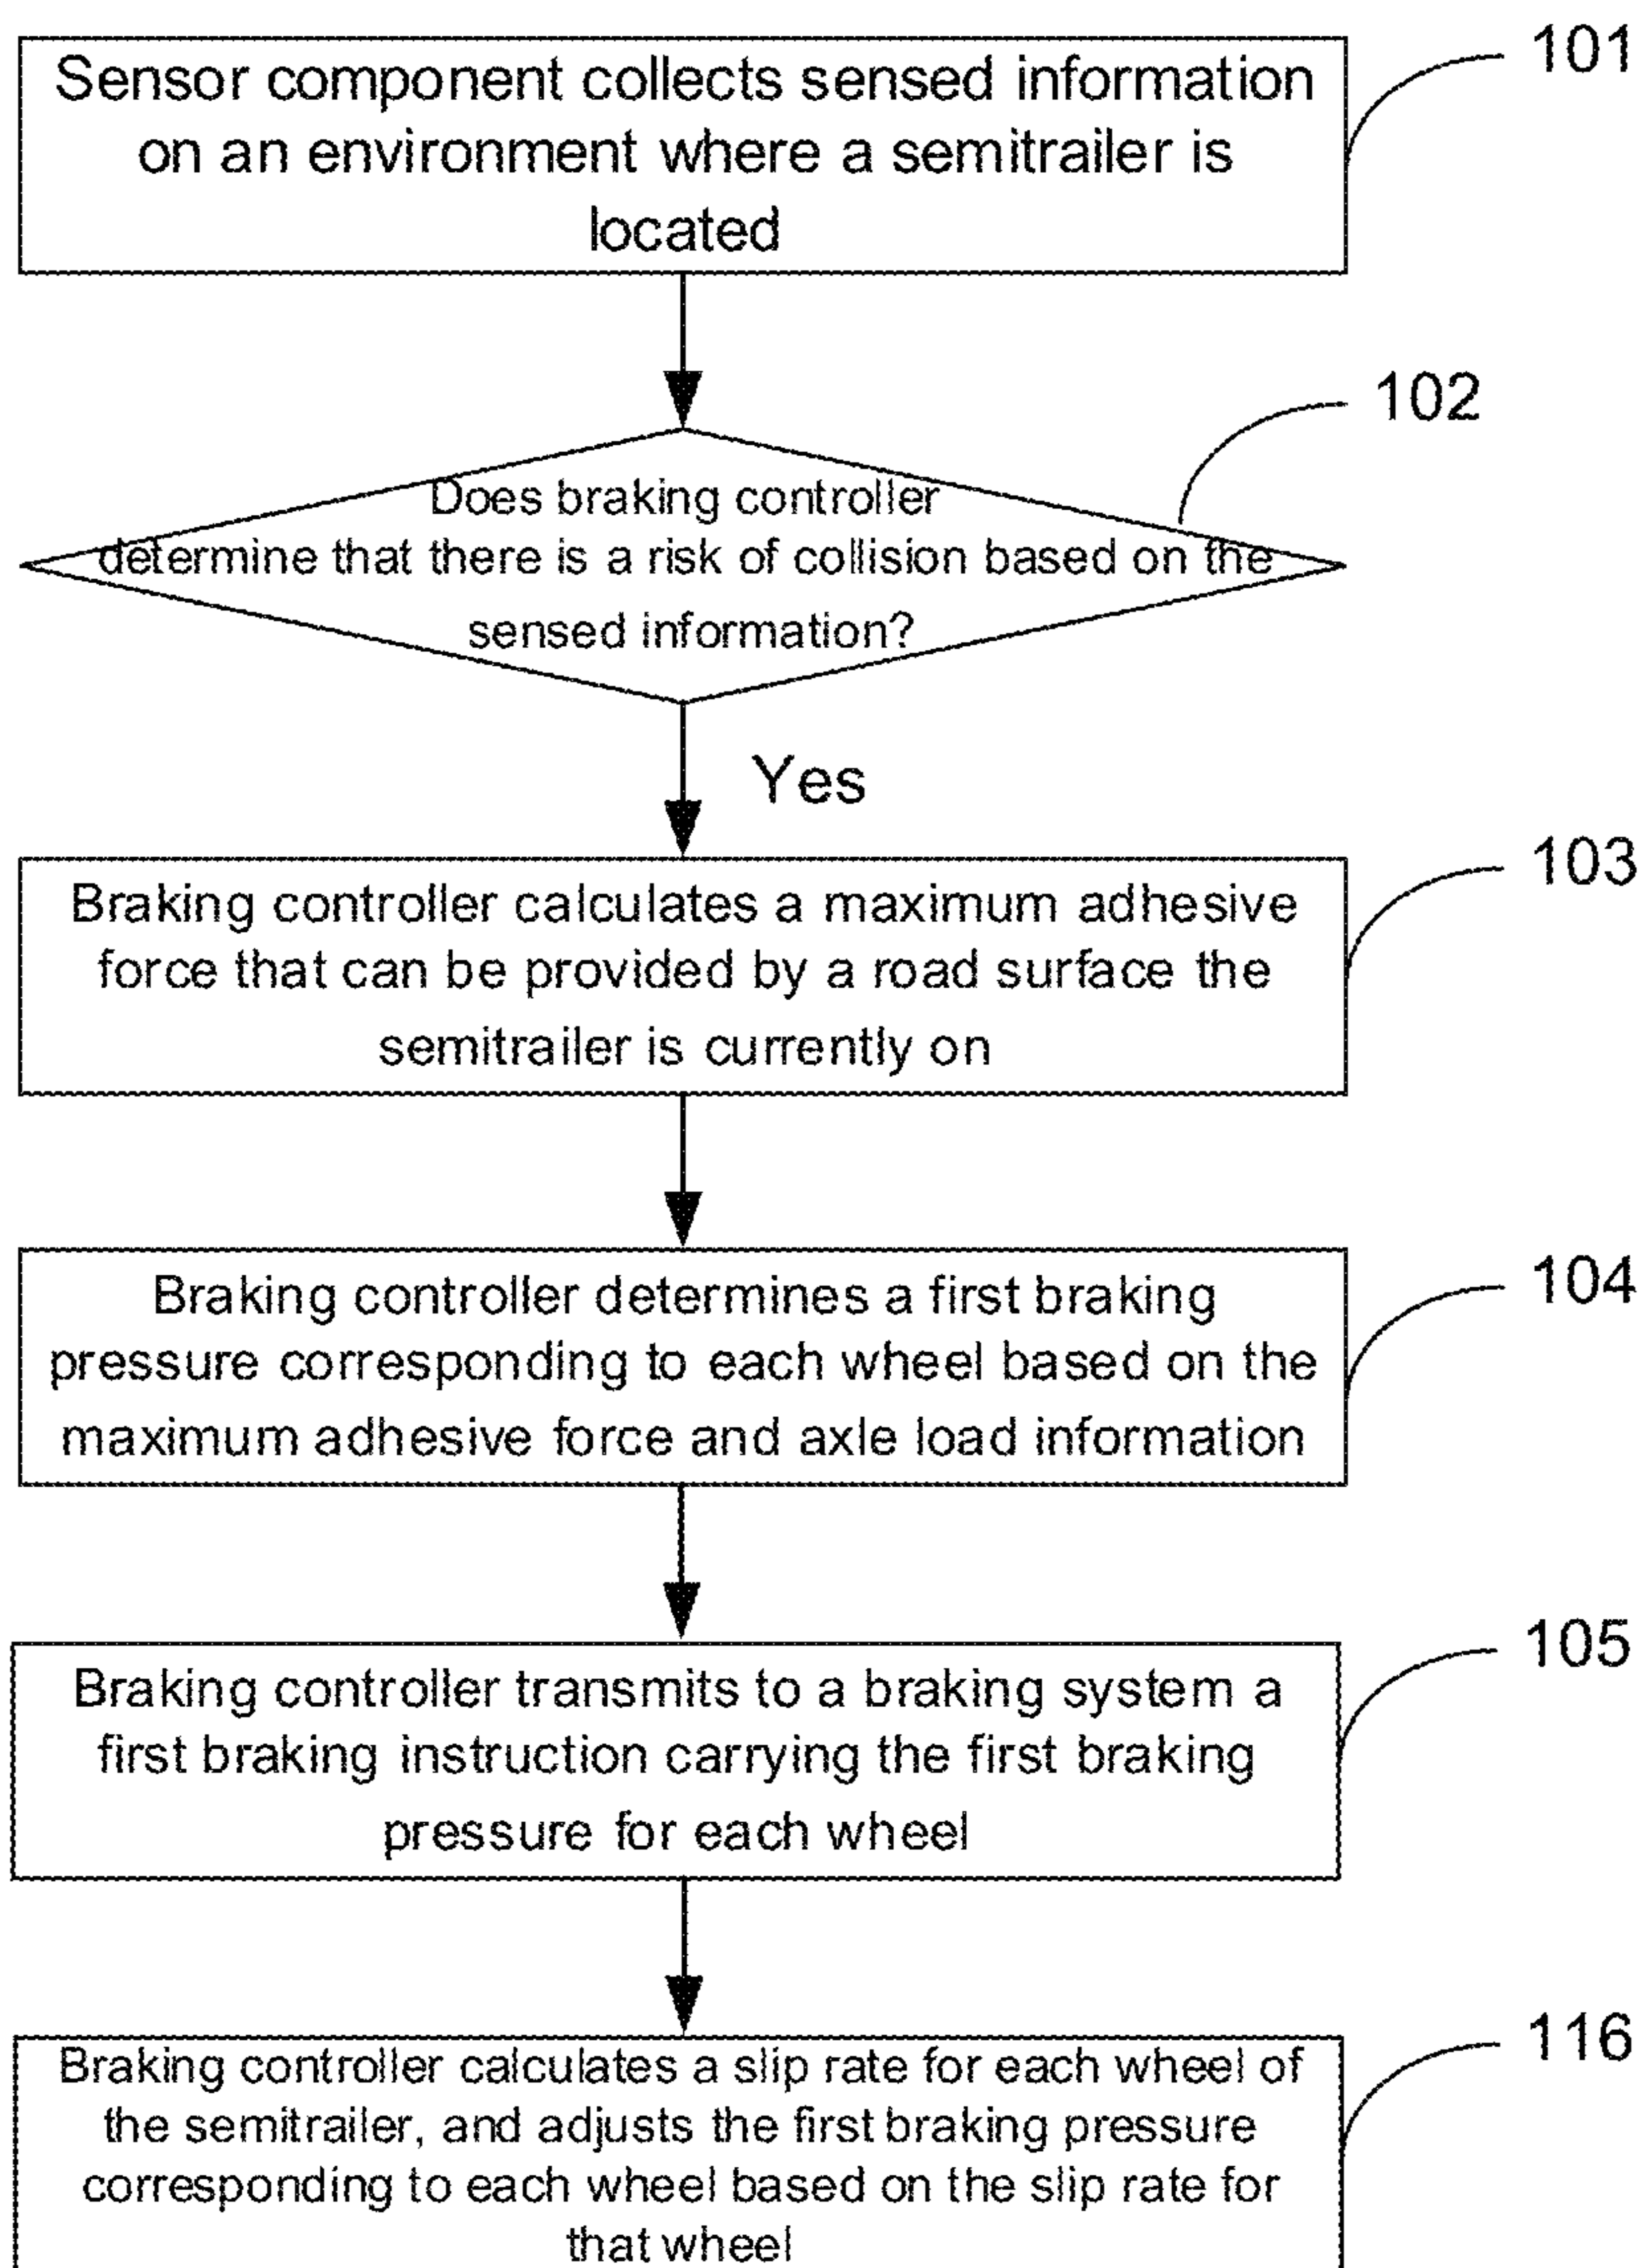 101
Sensor component collects sensed information
on an environment where a semitrailer is
located
102
Does braking controller
determine that there is a risk of collision based on the
sensed information?
Yes
103
Braking controller calculates a maximum adhesive
force that can be provided by a road surface the
semitrailer is currently on
104
Braking controller determines a first braking
pressure corresponding to each wheel based on the
maximum adhesive force and axle load information
105
Braking controller transmits to a braking system a
first braking instruction carrying the first braking
pressure for each wheel
116
Braking controller calculates a slip rate for each wheel of
the semitrailer, and adjusts the first braking pressure
corresponding to each wheel based on the slip rate for
that wheel